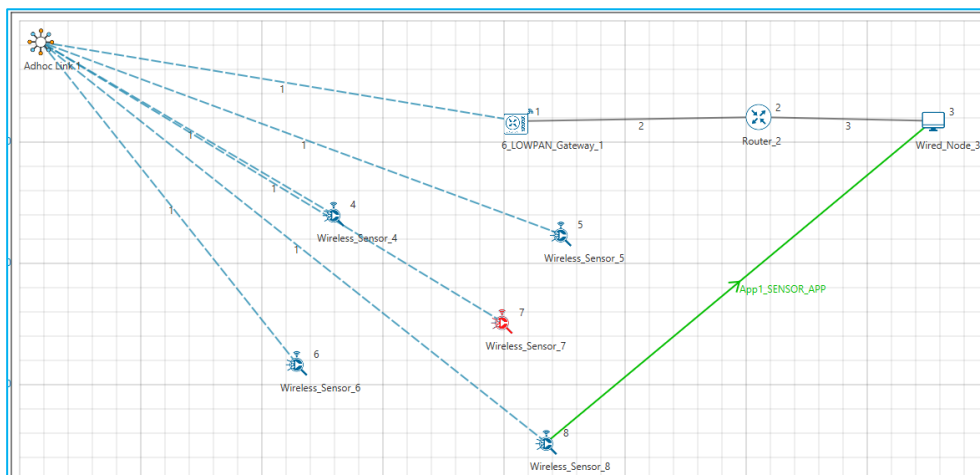 Adhoc Link 1
1
1
6_LOWPAN_Gateway_1
2
2
Router_2
3
3
Wired_Node_3
1
1
1
4
Wireless_Sensor_4
5
Wireless_Sensor_5
1
1
App1_SENSOR_APP
7
Wireless_Sensor_7
6
Wireless_Sensor_6
8
Wireless_Sensor_8